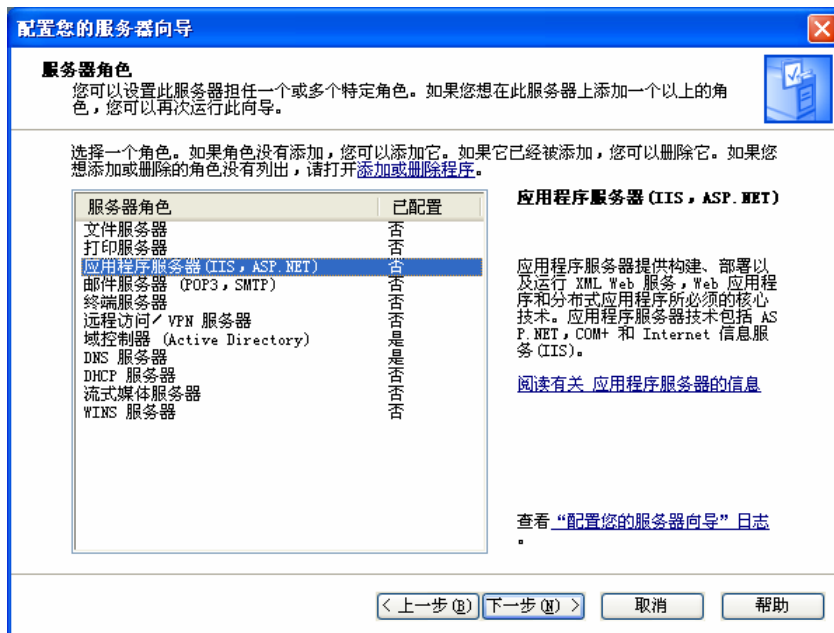 配置您的服务器向导
服务器角色
您可以设置此服务器担任一个或多个特定角色。如果您想在此服务器上添加一个以上的角
色，您可以再次运行此向导。
选择一个角色。如果角色没有添加，您可以添加它。如果它已经被添加，您可以删除它。如果您
想添加或删除的角色没有列出，请打开添加或删除程序。
服务器角色 已配置
文件服务器 否
打印服务器 否
应用程序服务器(IIS，ASP.NET) 否
邮件服务器 (POP3，SMTP) 否
终端服务器 否
远程访问/ VPN 服务器 否
域控制器 (Active Directory) 是
DNS 服务器 是
DHCP 服务器 否
流式媒体服务器 否
WINS 服务器 否
应用程序服务器(IIS，ASP.NET)
应用程序服务器提供构建、部署以
及运行 XML Web 服务，Web 应用程
序和分布式应用程序所必须的核心
技术。应用程序服务器技术包括 AS
P.NET，COM+ 和 Internet 信息服
务(IIS)。
阅读有关 应用程序服务器的信息
查看“配置您的服务器向导”日志
。
< 上一步(B) 下一步(N) > 取消 帮助